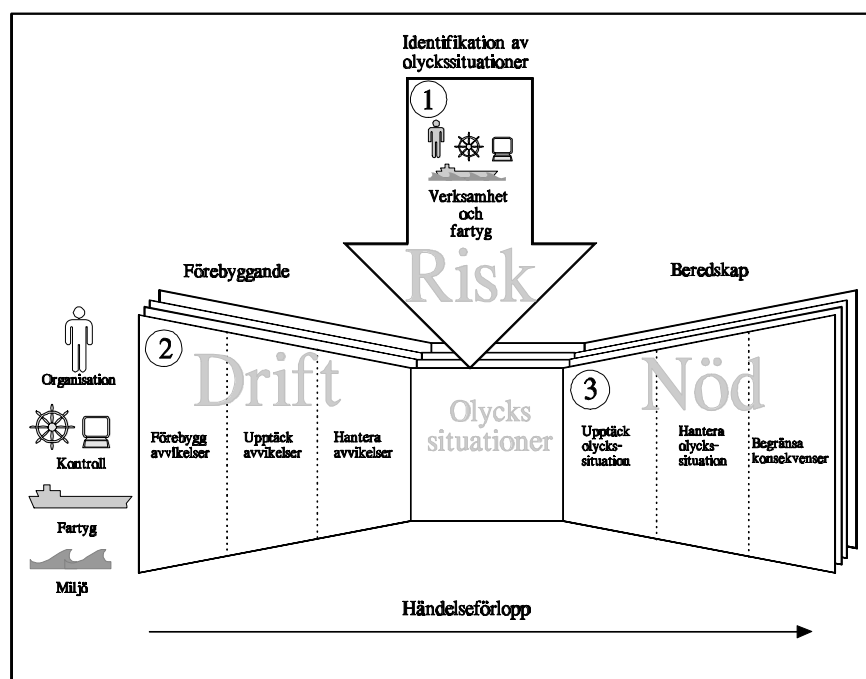 Identifikation av
olyckssituationer
1
Verksamhet
och
fartyg
Risk
Förebyggande
Beredskap
2
Drift
3
Nöd
Organisation
Kontroll
Fartyg
Miljö
Förebygg
avvikelser
Upptäck
avvikelser
Hantera
avvikelser
Olycks
situationer
Upptäck
olycks-
situation
Hantera
olycks-
situation
Begränsa
konsekvenser
Händelseförlopp